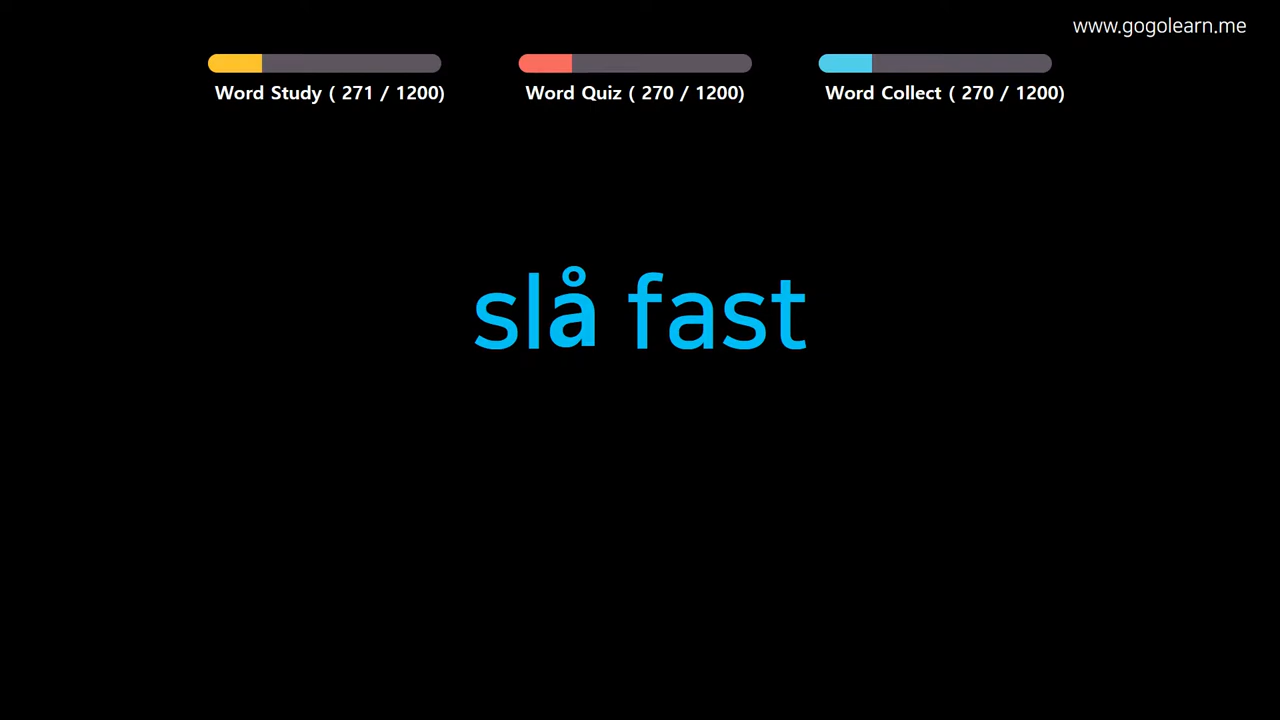 www.gogolearn.me
Word Study ( 271 / 1200)
Word Quiz ( 270 / 1200)
Word Collect ( 270 / 1200)
slå fast